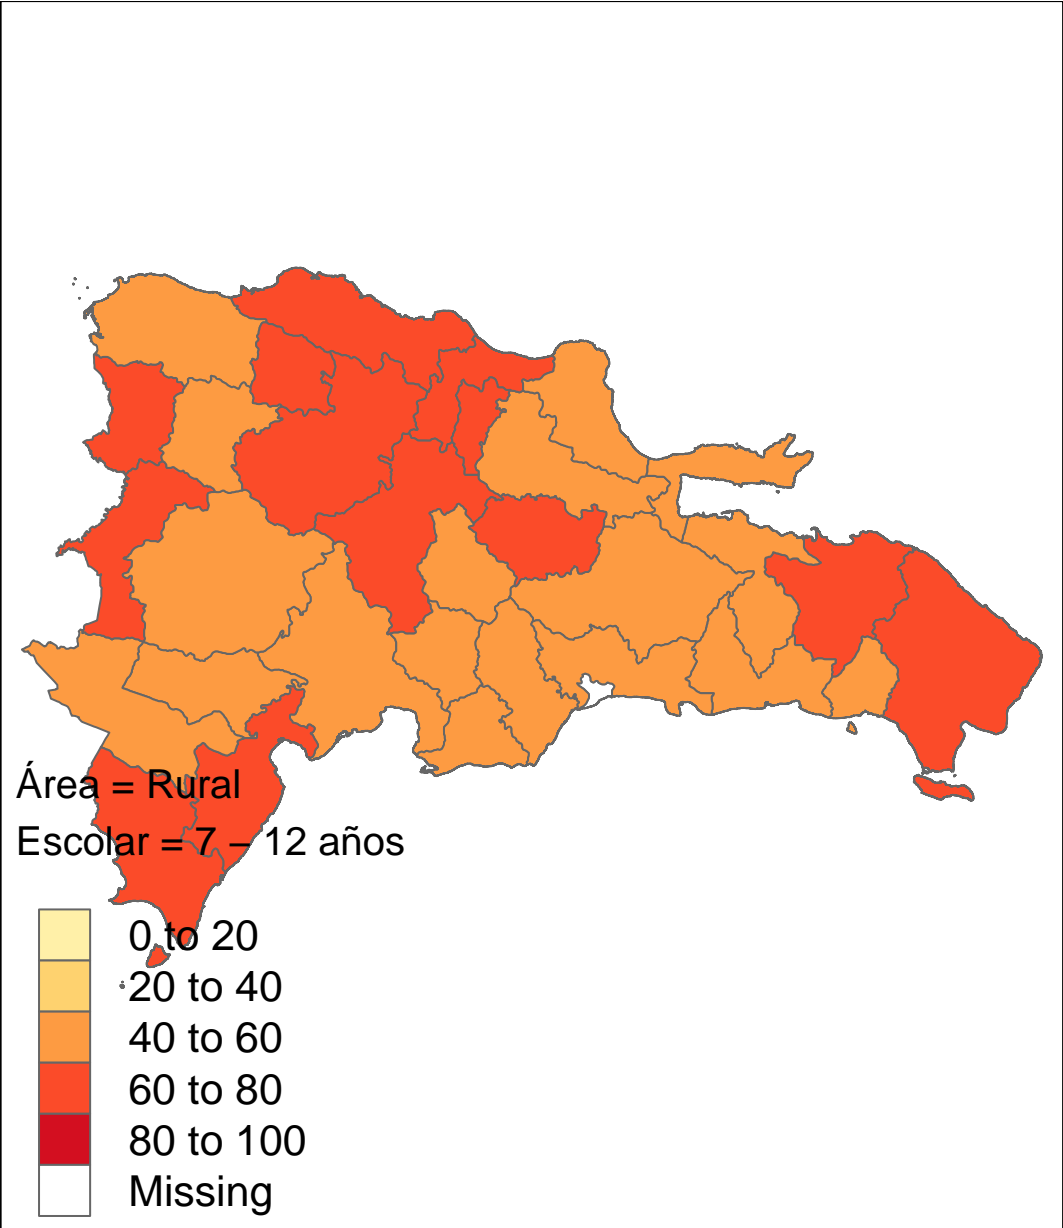 Área = Rural
Escolar = 7 – 12 años
0 to 20
20 to 40
40 to 60
60 to 80
80 to 100
Missing